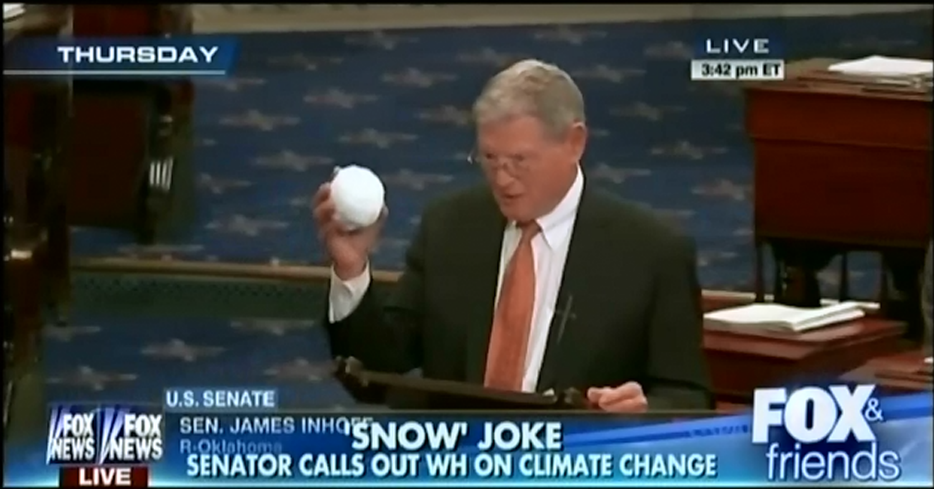 THURSDAY
LIVE
3:42 pm ET
U.S. SENATE
SEN. JAMES INHOFE
R-Oklahoma
'SNOW' JOKE
SENATOR CALLS OUT WH ON CLIMATE CHANGE
FOX NEWS
FOX NEWS
LIVE
FOX &
friends